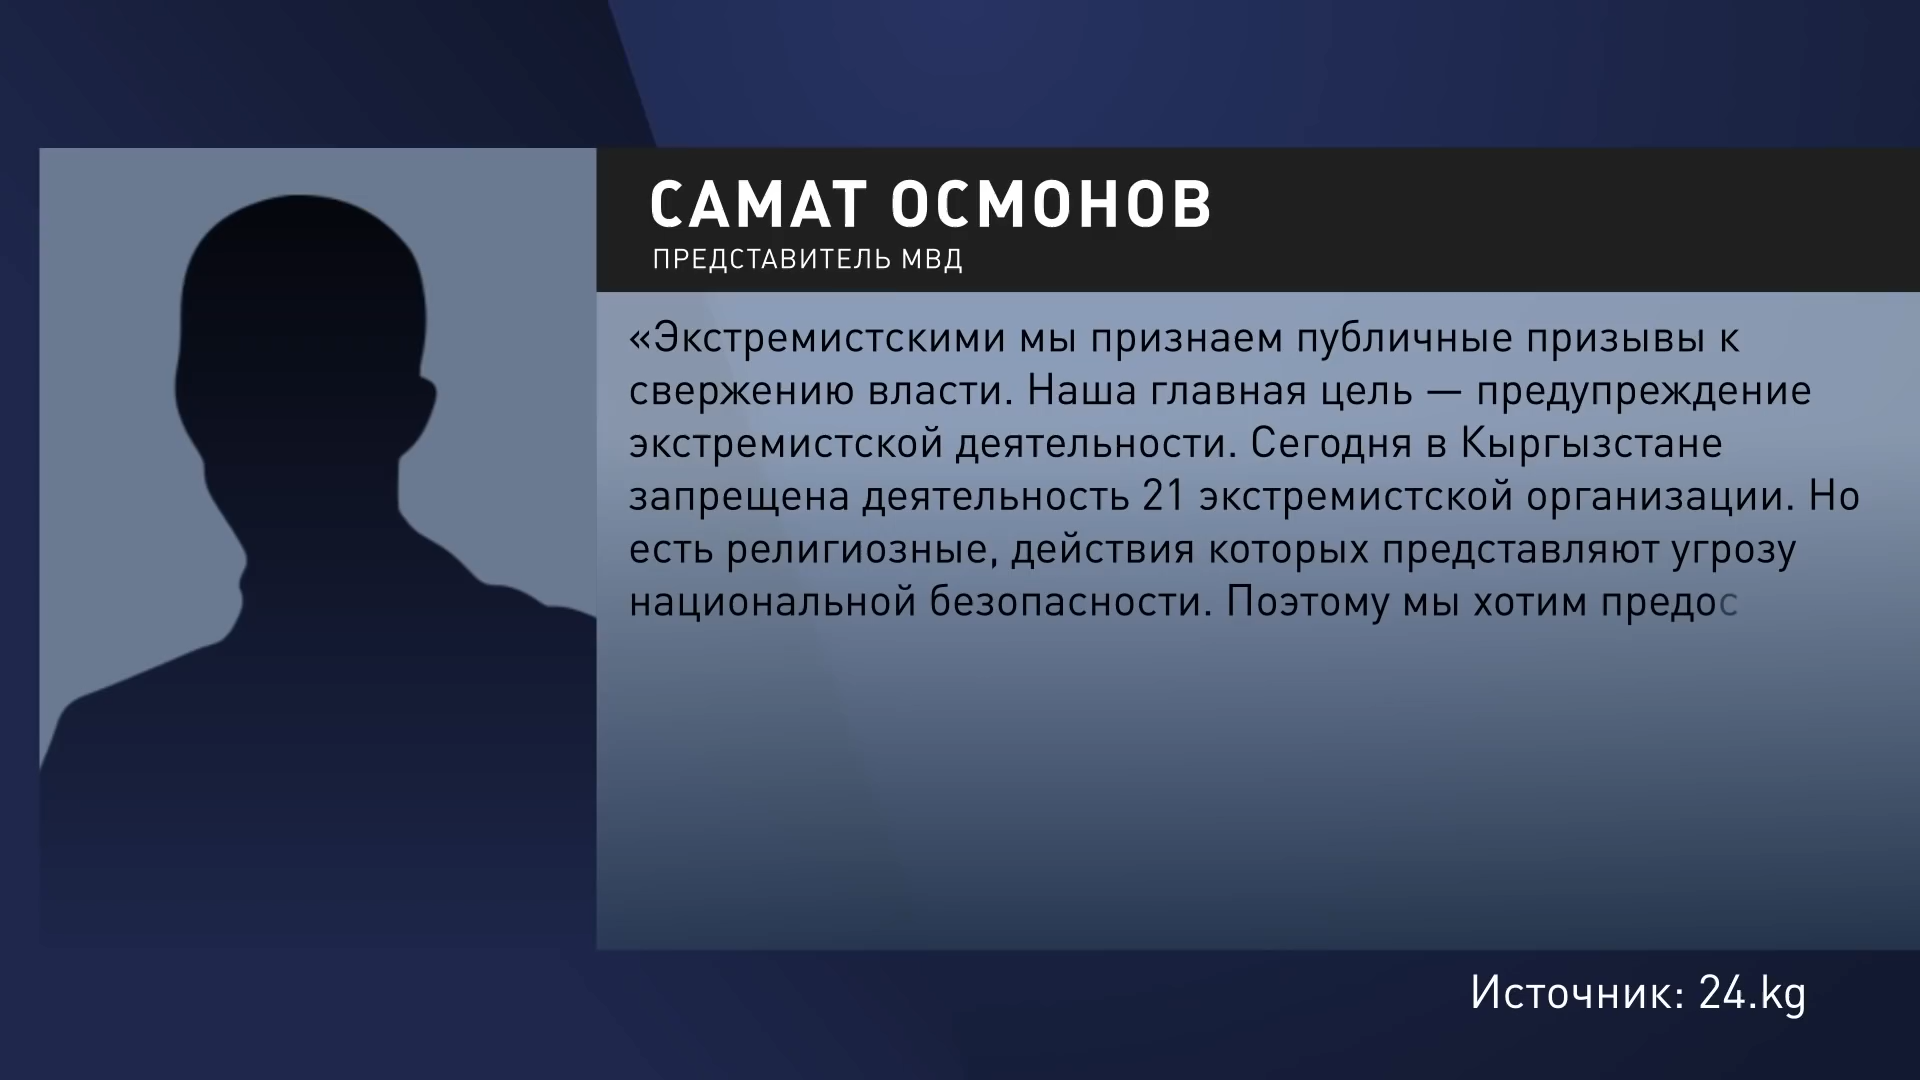 САМАТ ОСМОНОВ
ПРЕДСТАВИТЕЛЬ МВД
«Экстремистскими мы признаем публичные призывы к
свержению власти. Наша главная цель — предупреждение
экстремистской деятельности. Сегодня в Кыргызстане
запрещена деятельность 21 экстремистской организации. Но
есть религиозные, действия которых представляют угрозу
национальной безопасности. Поэтому мы хотим предос
Источник: 24.kg